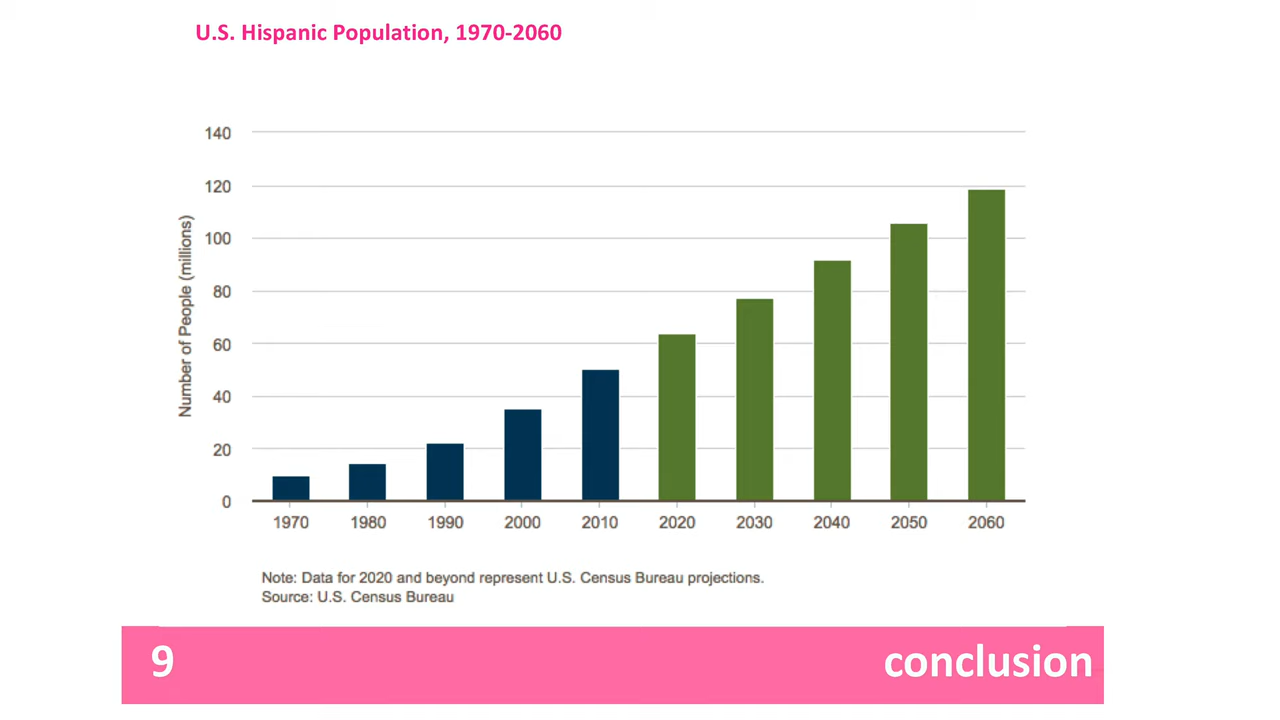 U.S. Hispanic Population, 1970-2060
140
120
100
80
60
40
20
0
Number of People (millions)
1970 1980 1990 2000 2010 2020 2030 2040 2050 2060
Note: Data for 2020 and beyond represent U.S. Census Bureau projections.
Source: U.S. Census Bureau
9 conclusion